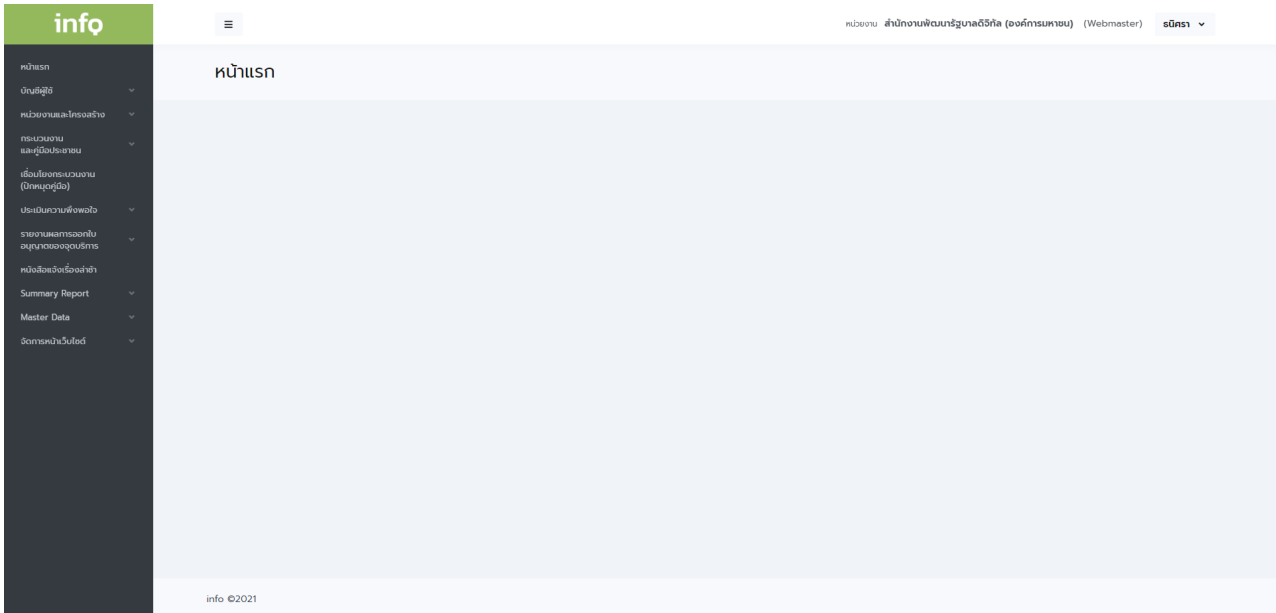 info
หน่วยงาน สำนักงานพัฒนารัฐบาลดิจิทัล (องค์การมหาชน) (Webmaster) ธนิศรา
หน้าแรก
หน้าแรก
บัญชีผู้ใช้
หน่วยงานและโครงสร้าง
กระบวนงาน
และคู่มือประชาชน
เชื่อมโยงกระบวนงาน
(ปักหมุดคู่มือ)
ประเมินความพึงพอใจ
รายงานผลการออกใบ
อนุญาตของจุดบริการ
หนังสือแจ้งเรื่องล่าช้า
Summary Report
Master Data
จัดการหน้าเว็บไซต์
info ©2021